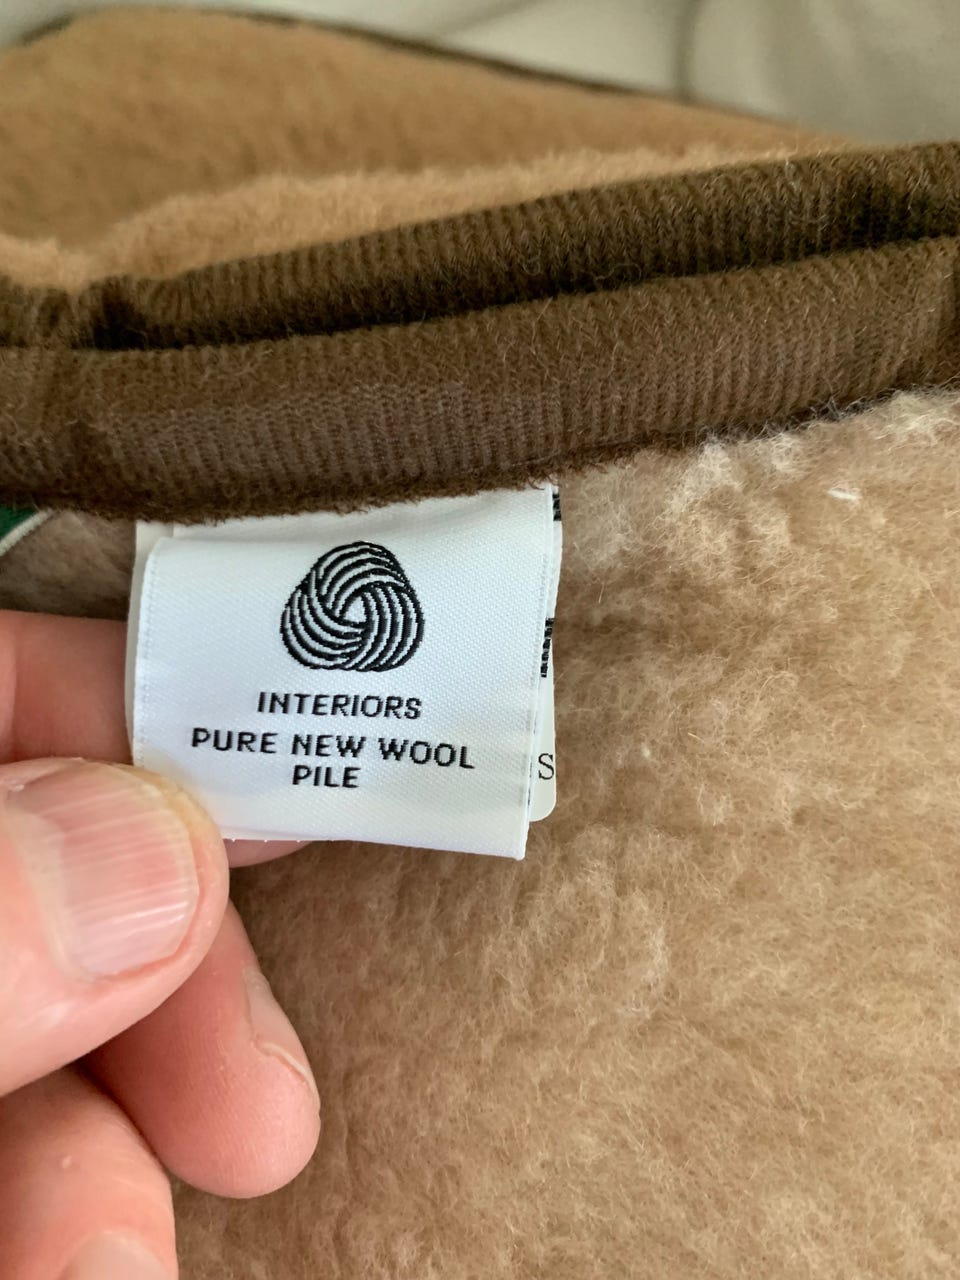 INTERIORS
PURE NEW WOOL
PILE
S